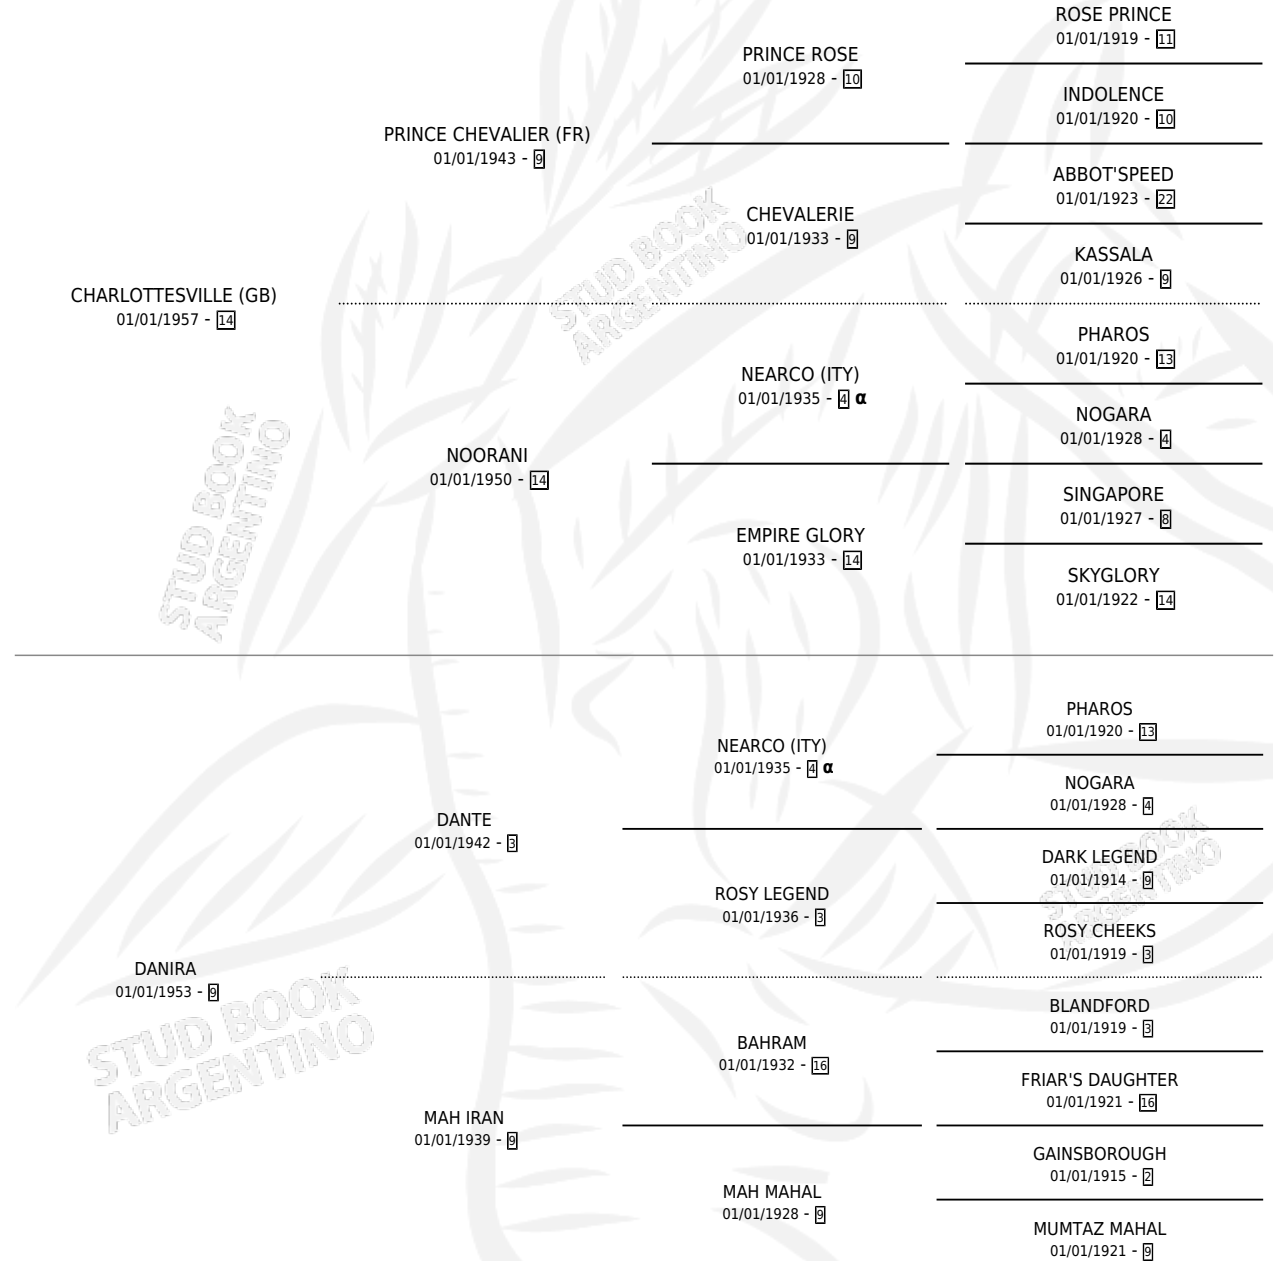 ROSE PRINCE
01/01/1919 - 11
PRINCE ROSE
01/01/1928 - 10
INDOLENCE
01/01/1920 - 10
PRINCE CHEVALIER (FR)
01/01/1943 - 9
ABBOT'SPEED
01/01/1923 - 22
CHEVALERIE
01/01/1933 - 9
KASSALA
01/01/1926 - 9
CHARLOTTESVILLE (GB)
01/01/1957 - 14
PHAROS
01/01/1920 - 13
NEARCO (ITY)
01/01/1935 - 4 α
NOGARA
01/01/1928 - 4
NOORANI
01/01/1950 - 14
SINGAPORE
01/01/1927 - 8
EMPIRE GLORY
01/01/1933 - 14
SKYGLORY
01/01/1922 - 14
PHAROS
01/01/1920 - 13
NEARCO (ITY)
01/01/1935 - 4 α
NOGARA
01/01/1928 - 4
DANTE
01/01/1942 - 3
DARK LEGEND
01/01/1914 - 9
ROSY LEGEND
01/01/1936 - 3
ROSY CHEEKS
01/01/1919 - 3
DANIRA
01/01/1953 - 9
BLANDFORD
01/01/1919 - 3
BAHRAM
01/01/1932 - 16
FRIAR'S DAUGHTER
01/01/1921 - 16
MAH IRAN
01/01/1939 - 9
GAINSBOROUGH
01/01/1915 - 2
MAH MAHAL
01/01/1928 - 9
MUMTAZ MAHAL
01/01/1921 - 9
STUD BOOK
ARGENTINO
STUD BOOK
ARGENTINO
STUD BOOK
ARGENTINO
STUD BOOK
ARGENTINO